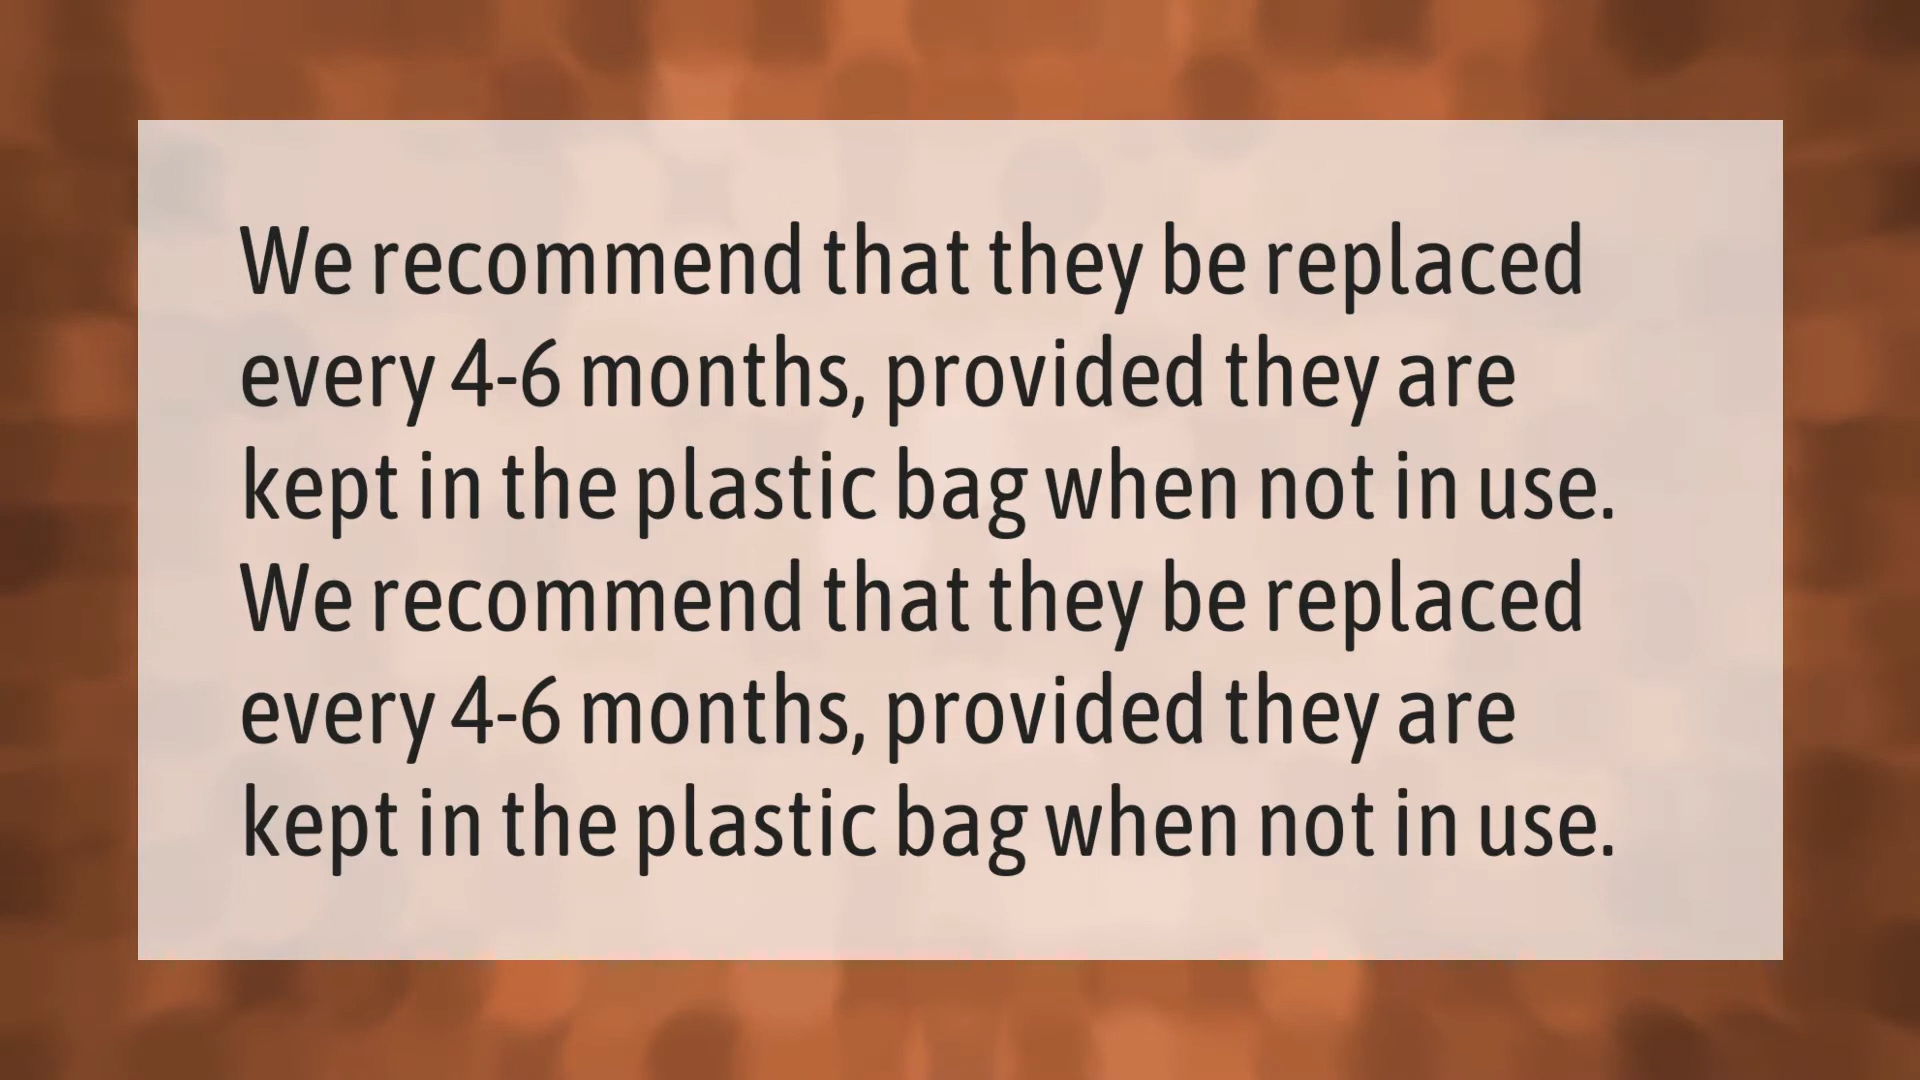 We recommend that they be replaced
every 4-6 months, provided they are
kept in the plastic bag when not in use.
We recommend that they be replaced
every 4-6 months, provided they are
kept in the plastic bag when not in use.